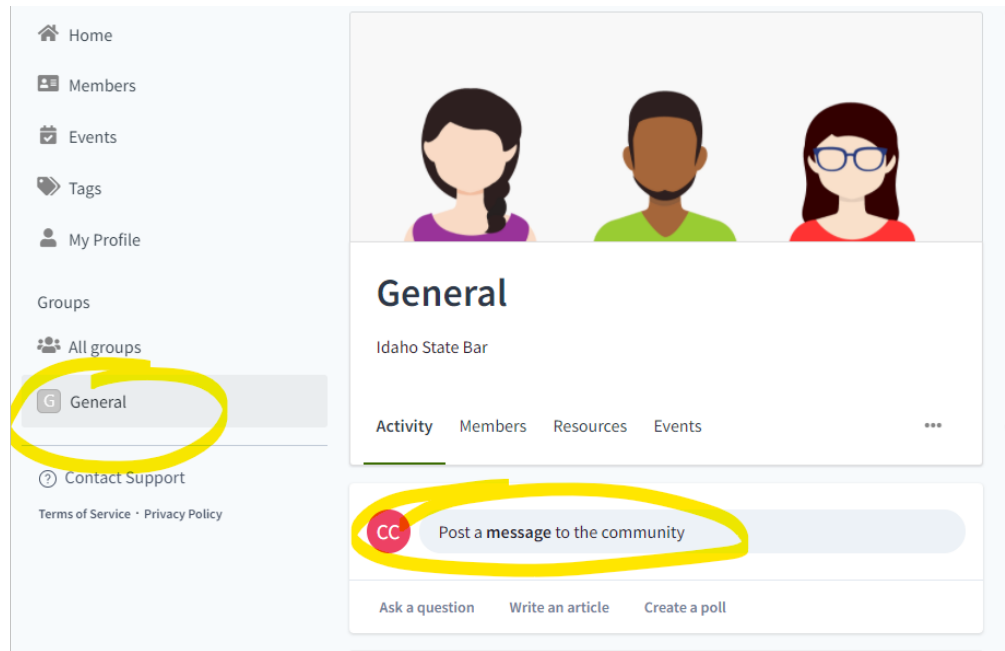 Home
Members
Events
Tags
My Profile
Groups
All groups
G General
Contact Support
Terms of Service · Privacy Policy
General
Idaho State Bar
Activity Members Resources Events
CC Post a message to the community
Ask a question Write an article Create a poll